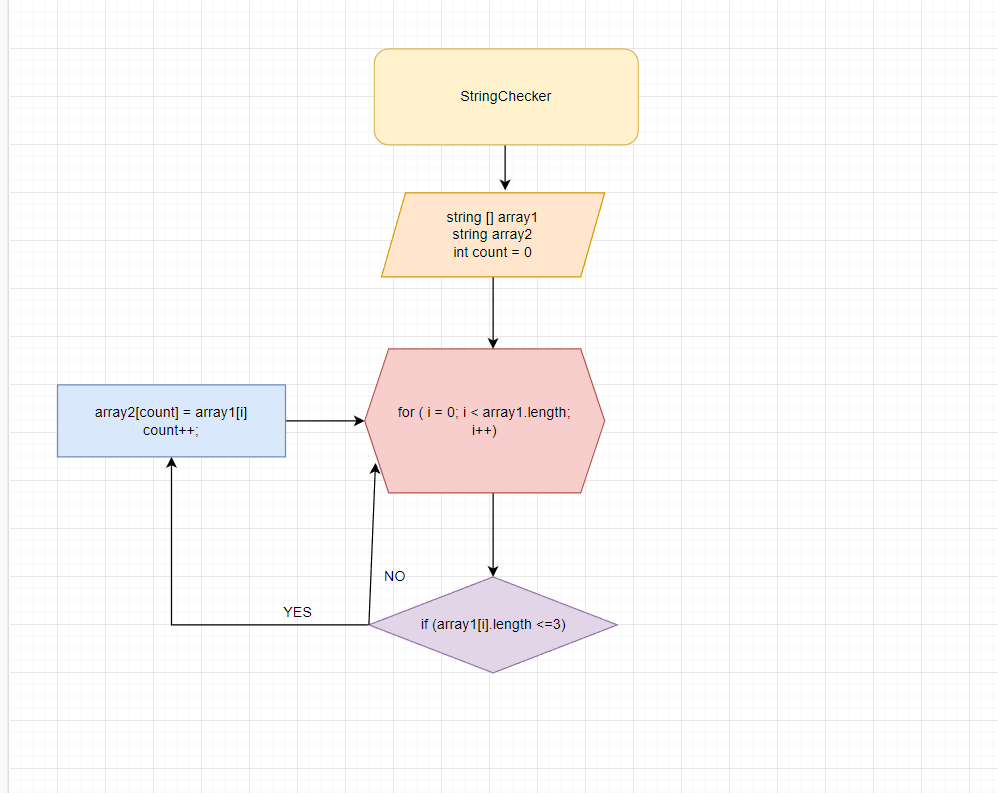 StringChecker
string [] array1
string array2
int count = 0
array2[count] = array1[i]
count++;
for ( i = 0; i < array1.length;
i++)
NO
YES
if (array1[i].length <=3)